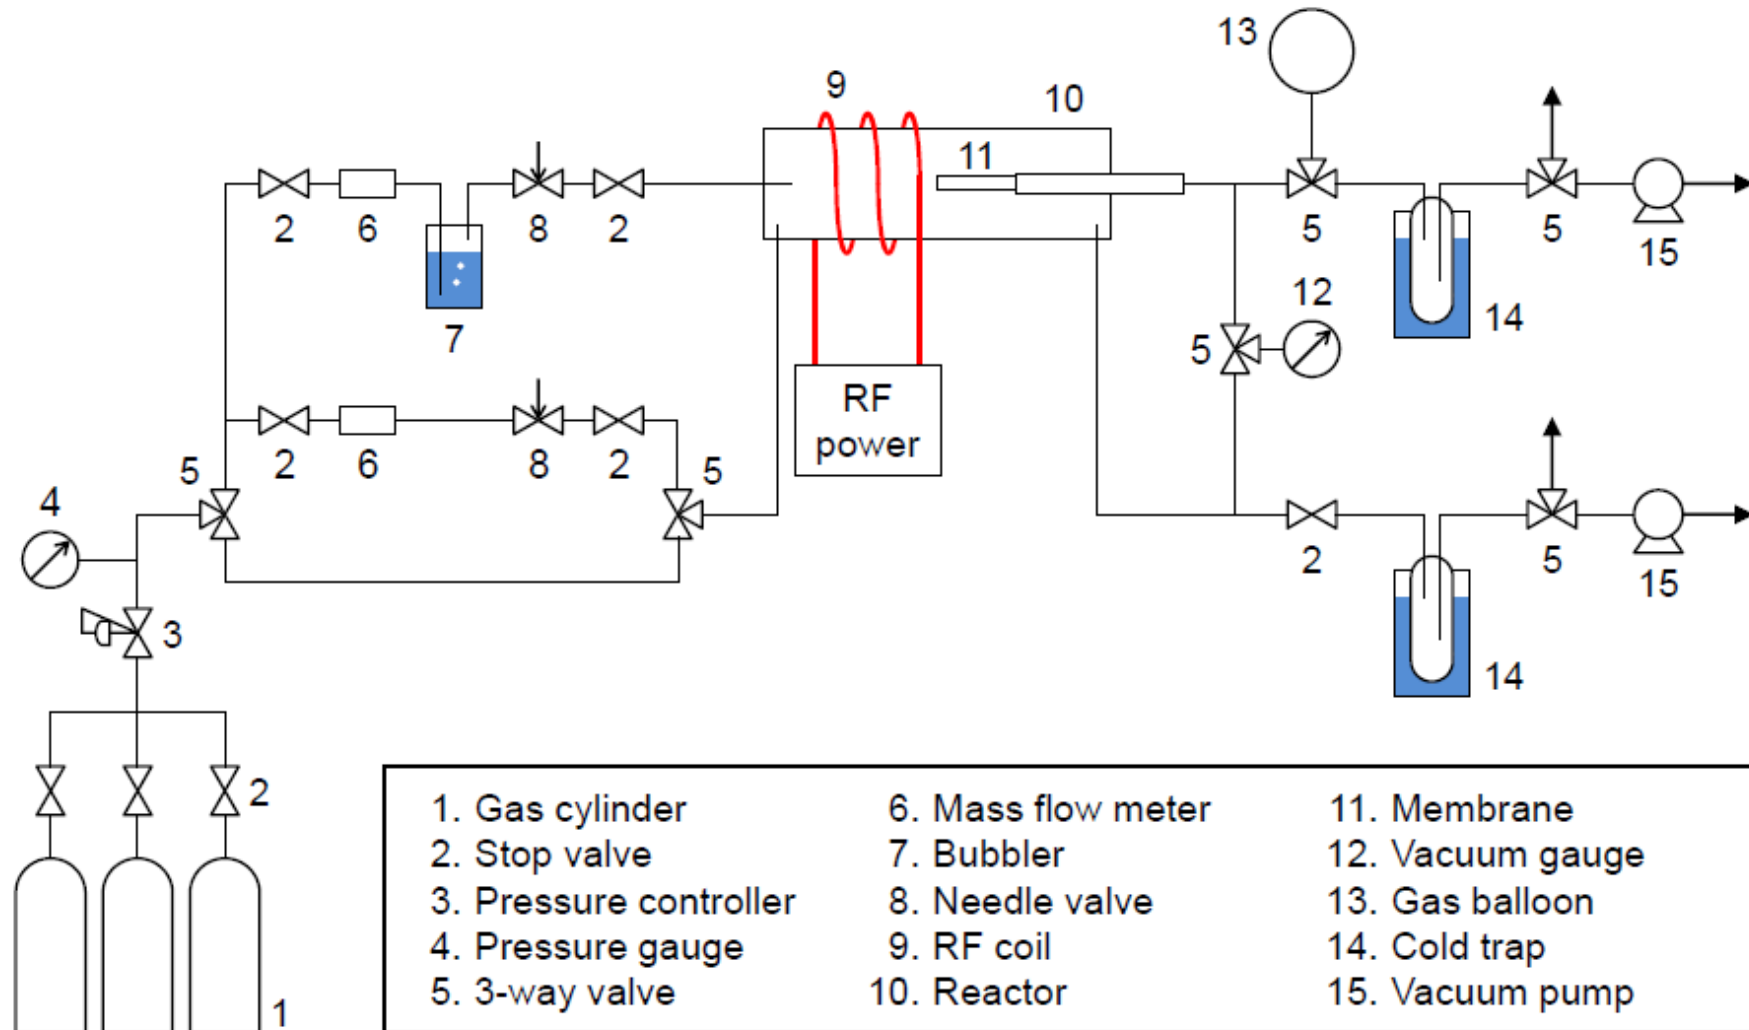 13
9
10
11
2
6
8
2
5
5
15
7
12
14
5
RF
power
2
6
8
2
5
5
4
2
5
15
3
14
2
1
1. Gas cylinder
2. Stop valve
3. Pressure controller
4. Pressure gauge
5. 3-way valve
6. Mass flow meter
7. Bubbler
8. Needle valve
9. RF coil
10. Reactor
11. Membrane
12. Vacuum gauge
13. Gas balloon
14. Cold trap
15. Vacuum pump